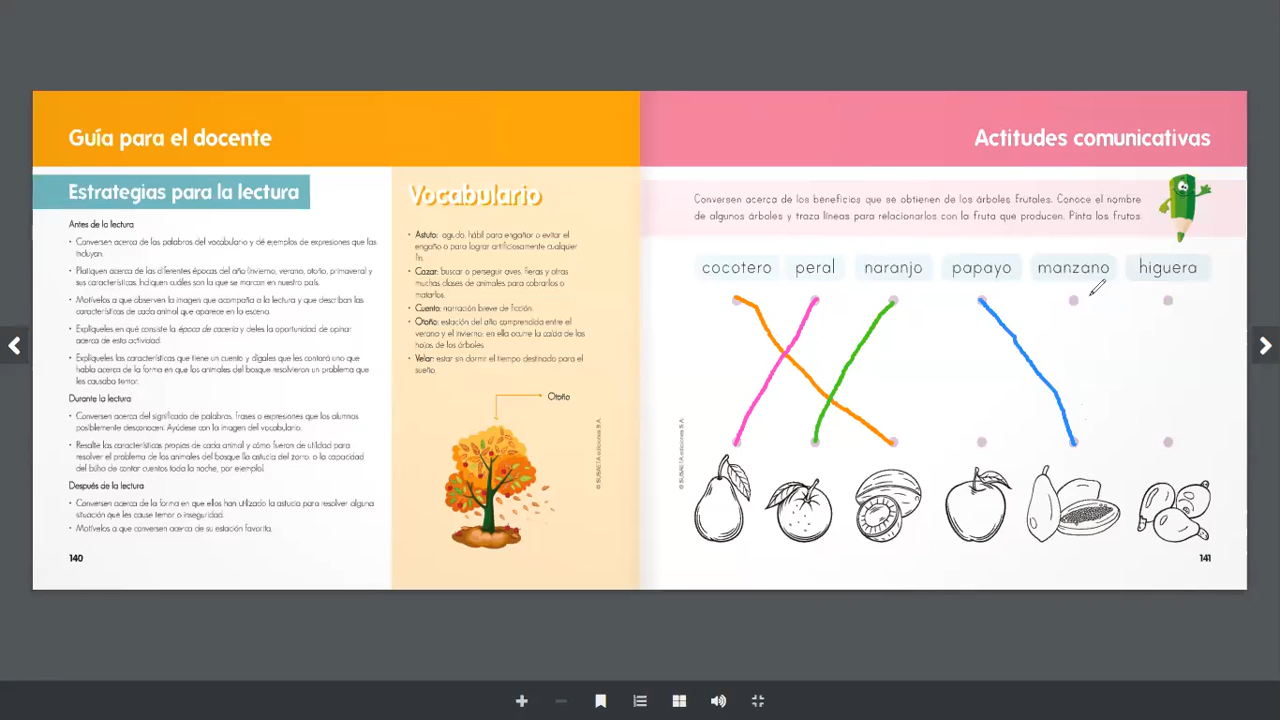 Guía para el docente
Estrategias para la lectura
Antes de la lectura
• Conversen acerca de las palabras del vocabulario y dé ejemplos de expresiones que las
incluyan.
• Platiquen acerca de las diferentes épocas del año (invierno, verano, otoño, primavera) y
sus características. Indiquen cuáles son la que se marcan en nuestro país.
• Motívelos a que observen la imagen que acompaña a la lectura y que describan las
características de cada animal que aparece en la escena.
• Explíqueles en qué consiste la época de cacería y déles la oportunidad de opinar
acerca de esta actividad.
• Explíqueles las características que tiene un cuento y dígales que les contará uno que
habla acerca de la forma en que los animales del bosque resolvieron un problema que
les causaba temor.
Durante la lectura
• Conversen acerca del significado de palabras, frases o expresiones que los alumnos
posiblemente desconocen. Ayúdese con la imagen del vocabulario.
• Resalte las características propias de cada animal y cómo fueron de utilidad para
resolver el problema de los animales del bosque (la astucia del zorro, o la capacidad
del búho de contar cuentos toda la noche, por ejemplo).
Después de la lectura
• Conversen acerca de la forma en que ellos han utilizado la astucia para resolver alguna
situación que les cause temor o inseguridad.
• Motívelos a que conversen acerca de su estación favorita.
140
Vocabulario
• Astuto: agudo, hábil para engañar o evitar el
engaño o para lograr artificiosamente cualquier
fin.
• Cazar: buscar o perseguir aves, fieras y otras
muchas clases de animales para cobrarlos o
matarlos.
• Cuento: narración breve de ficción.
• Otoño: estación del año comprendida entre el
verano y el invierno; en ella ocurre la caída de las
hojas de los árboles.
• Velar: estar sin dormir el tiempo destinado para el
sueño.
Otoño
© SUSAETA ediciones S.A.
Actitudes comunicativas
Conversen acerca de los beneficios que se obtienen de los árboles frutales. Conoce el nombre
de algunos árboles y traza líneas para relacionarlos con la fruta que producen. Pinta los frutos.
cocotero peral naranjo papayo manzano higuera
© SUSAETA ediciones S.A.
141